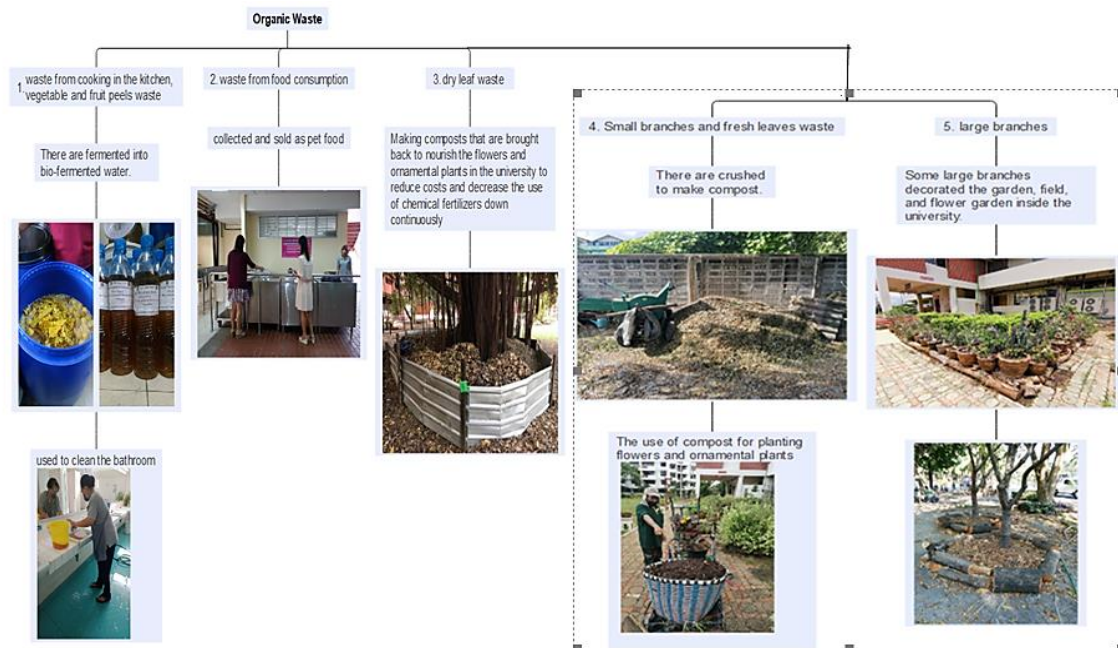 Organic Waste
1. waste from cooking in the kitchen,
vegetable and fruit peels waste
There are fermented into
bio-fermented water.
used to clean the bathroom
2. waste from food consumption
collected and sold as pet food
3. dry leaf waste
Making composts that are brought
back to nourish the flowers and
ornamental plants in the university to
reduce costs and decrease the use
of chemical fertilizers down
continuously
4. Small branches and fresh leaves waste
There are crushed
to make compost.
The use of compost for planting
flowers and ornamental plants
5. large branches
Some large branches
decorated the garden, field,
and flower garden inside the
university.